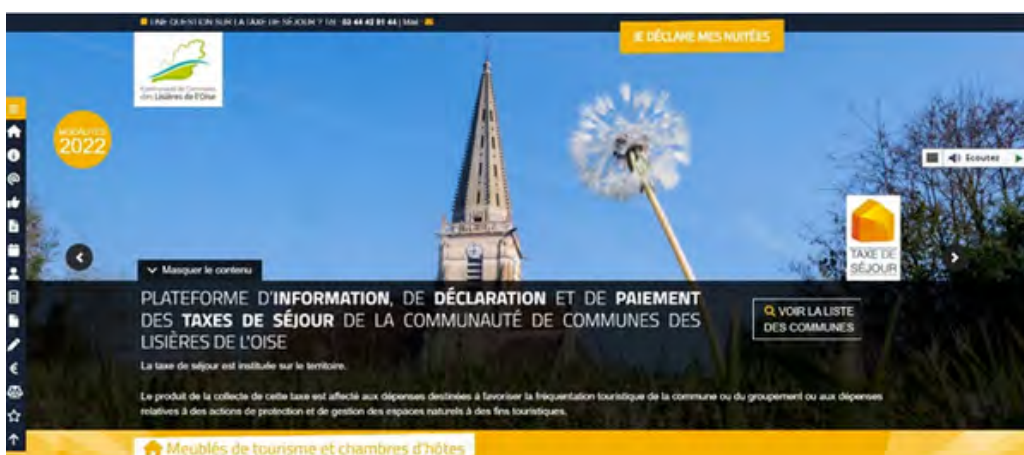 UNE QUESTION SUR LA TAXE DE SÉJOUR ? Tél : 03 44 42 81 44 | Mail :
JE DÉCLARE MES NUITÉES
Communauté de Communes
des Lisières de l'Oise
MODALITÉS
2022
Ecouter
TAXE DE
SÉJOUR
Masquer le contenu
PLATEFORME D'INFORMATION, DE DÉCLARATION ET DE PAIEMENT
DES TAXES DE SÉJOUR DE LA COMMUNAUTÉ DE COMMUNES DES
LISIÈRES DE L'OISE
VOIR LA LISTE
DES COMMUNES
La taxe de séjour est instituée sur le territoire.
Le produit de la collecte de cette taxe est affecté aux dépenses destinées à favoriser la fréquentation touristique de la commune ou du groupement ou aux dépenses
relatives à des actions de protection et de gestion des espaces naturels à des fins touristiques.
Meublés de tourisme et chambres d'hôtes